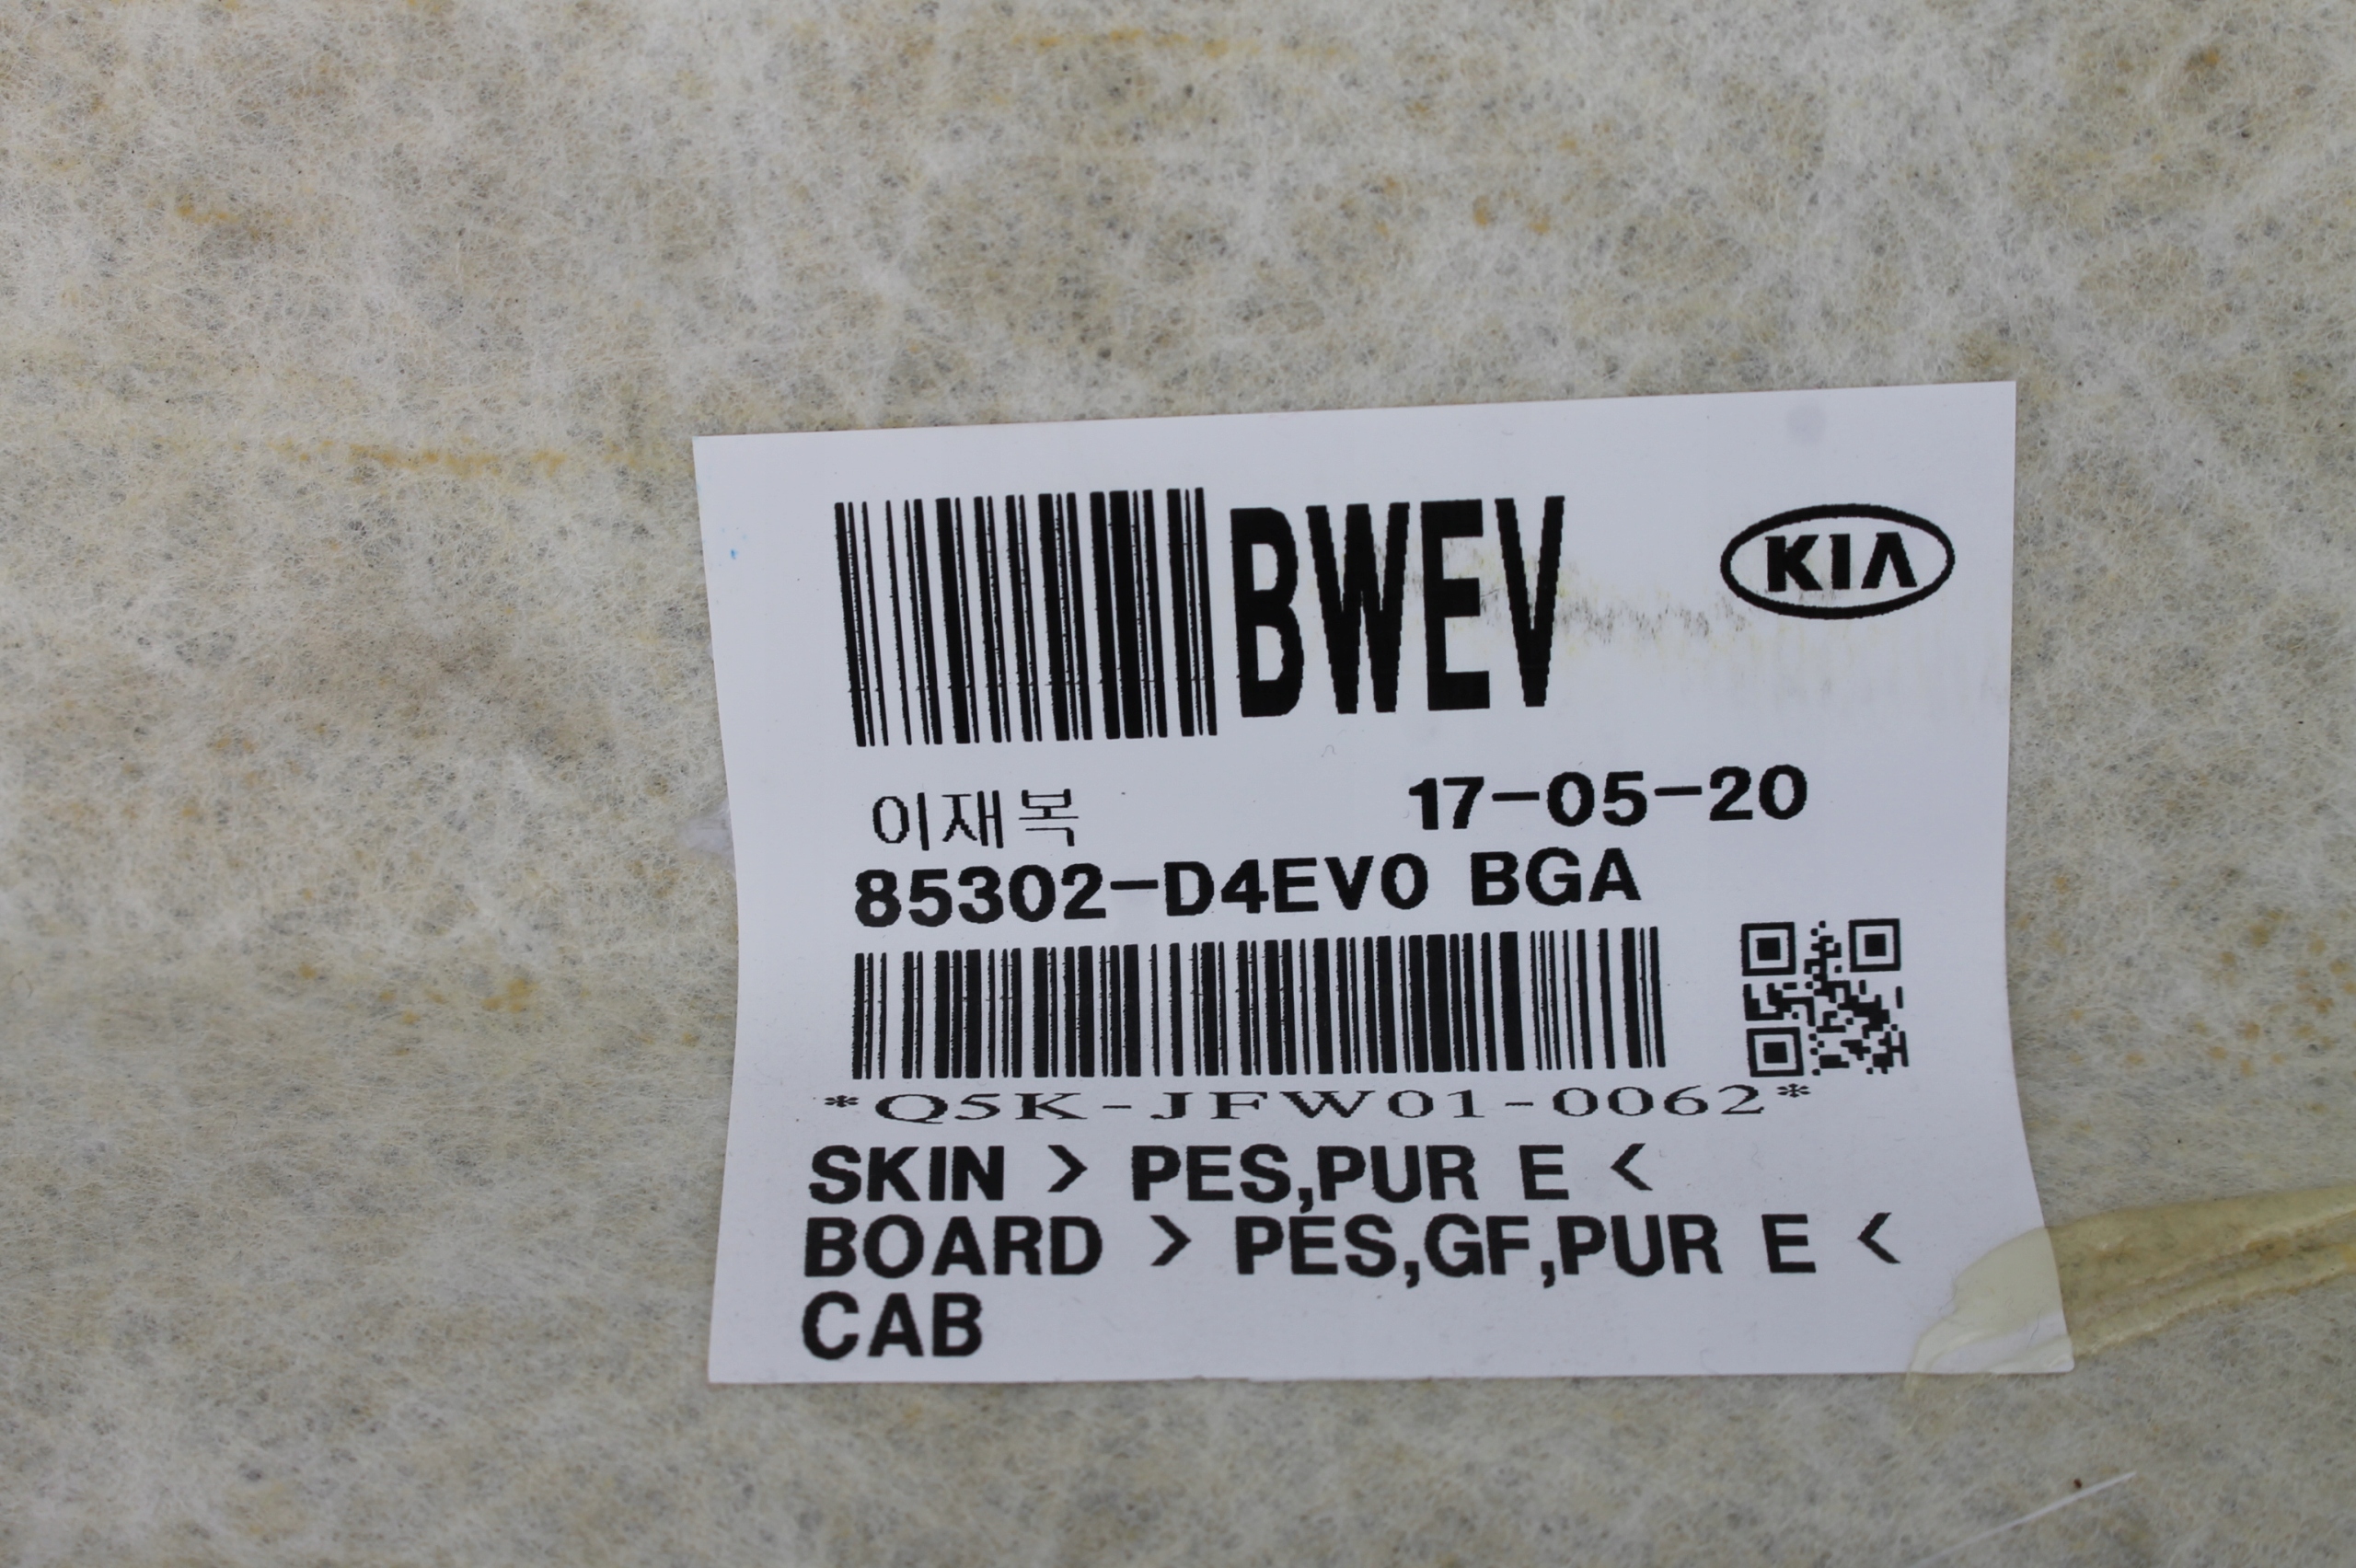 BWEV
KIA
이재복 17-05-20
85302-D4EV0 BGA
*Q5K-JFW01-0062*
SKIN > PES,PUR E <
BOARD > PES,GF,PUR E <
CAB